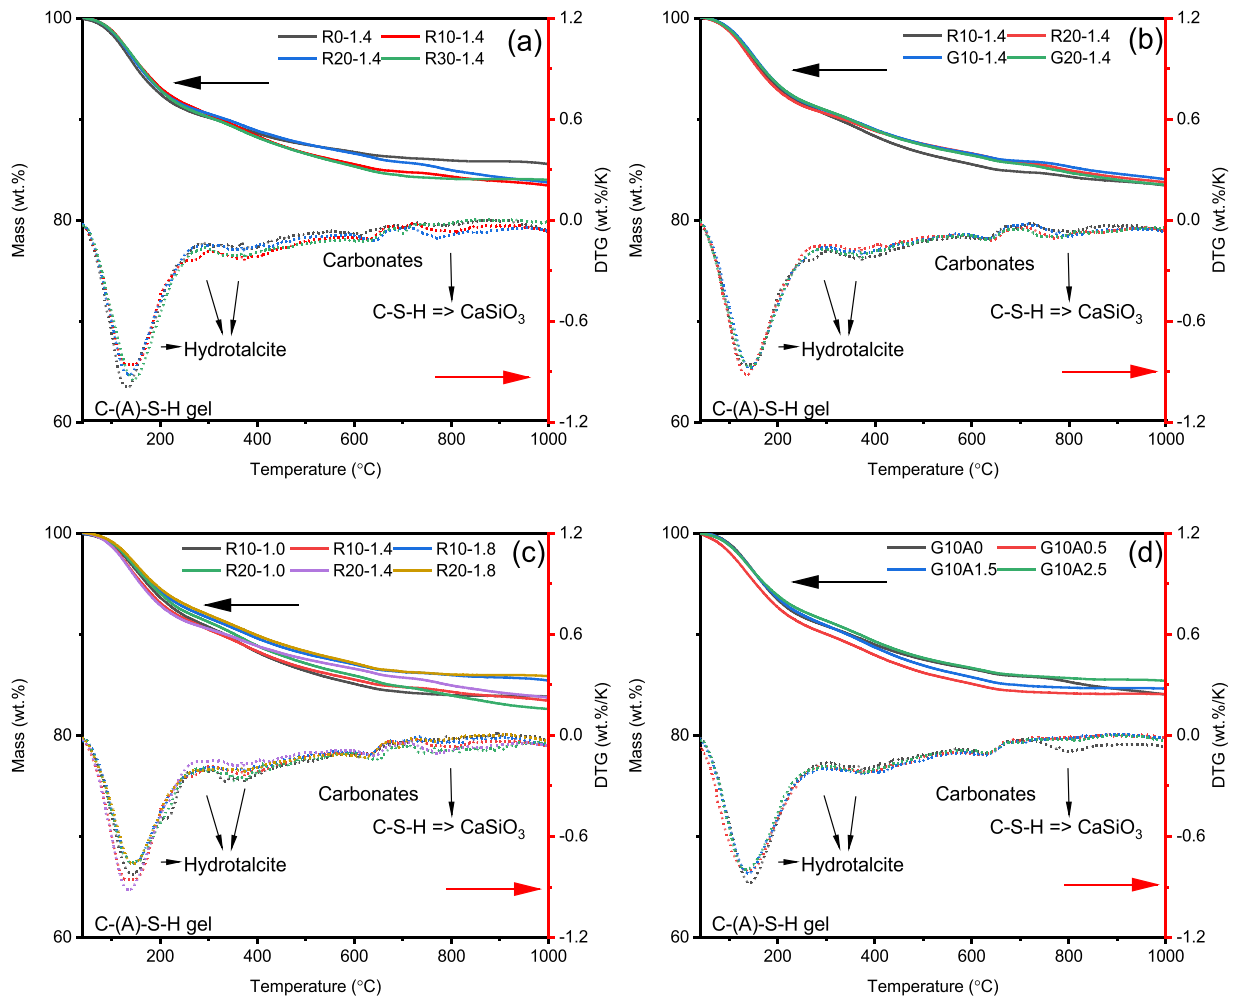 (a)
R0-1.4 R10-1.4
R20-1.4 R30-1.4
100
80
60
Mass (wt.%)
1.2
0.6
0.0
-0.6
-1.2
DTG (wt.%/K)
Carbonates
C-S-H => CaSiO3
Hydrotalcite
C-(A)-S-H gel
200 400 600 800 1000
Temperature (°C)
(b)
R10-1.4 R20-1.4
G10-1.4 G20-1.4
100
80
60
Mass (wt.%)
1.2
0.6
0.0
-0.6
-1.2
DTG (wt.%/K)
Carbonates
C-S-H => CaSiO3
Hydrotalcite
C-(A)-S-H gel
200 400 600 800 1000
Temperature (°C)
(c)
R10-1.0 R10-1.4 R10-1.8
R20-1.0 R20-1.4 R20-1.8
100
80
60
Mass (wt.%)
1.2
0.6
0.0
-0.6
-1.2
DTG (wt.%/K)
Carbonates
C-S-H => CaSiO3
Hydrotalcite
C-(A)-S-H gel
200 400 600 800 1000
Temperature (°C)
(d)
G10A0 G10A0.5
G10A1.5 G10A2.5
100
80
60
Mass (wt.%)
1.2
0.6
0.0
-0.6
-1.2
DTG (wt.%/K)
Carbonates
C-S-H => CaSiO3
Hydrotalcite
C-(A)-S-H gel
200 400 600 800 1000
Temperature (°C)